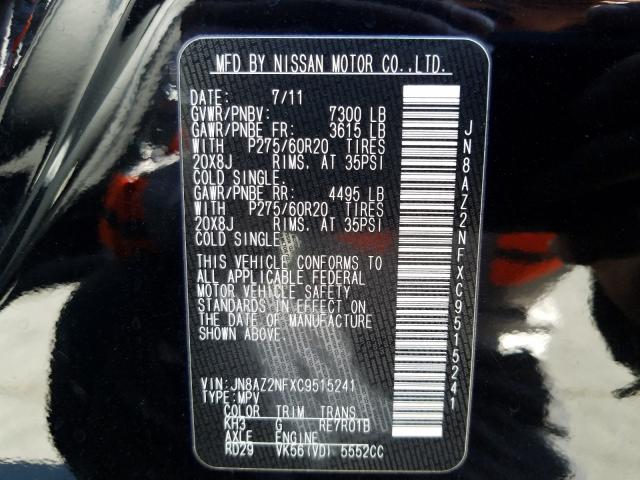 MFD BY NISSAN MOTOR CO.,LTD.
DATE: 7/11
GVWR/PNBV: 7300 LB
GAWR/PNBE FR: 3615 LB
WITH P275/60R20 TIRES
20X8J RIMS, AT 35PSI
COLD SINGLE.
GAWR/PNBE RR: 4495 LB
WITH P275/60R20 TIRES
20X8J RIMS, AT 35PSI
COLD SINGLE.
THIS VEHICLE CONFORMS TO
ALL APPLICABLE FEDERAL
MOTOR VEHICLE SAFETY
STANDARDS IN EFFECT ON
THE DATE OF MANUFACTURE
SHOWN ABOVE.
VIN: JN8AZ2NFXC9515241
TYPE: MPV
COLOR TRIM TRANS
KH3 G RE7R01B
AXLE ENGINE
RD29 VK56(VD) 5552CC
JN8AZ2NFXC9515241